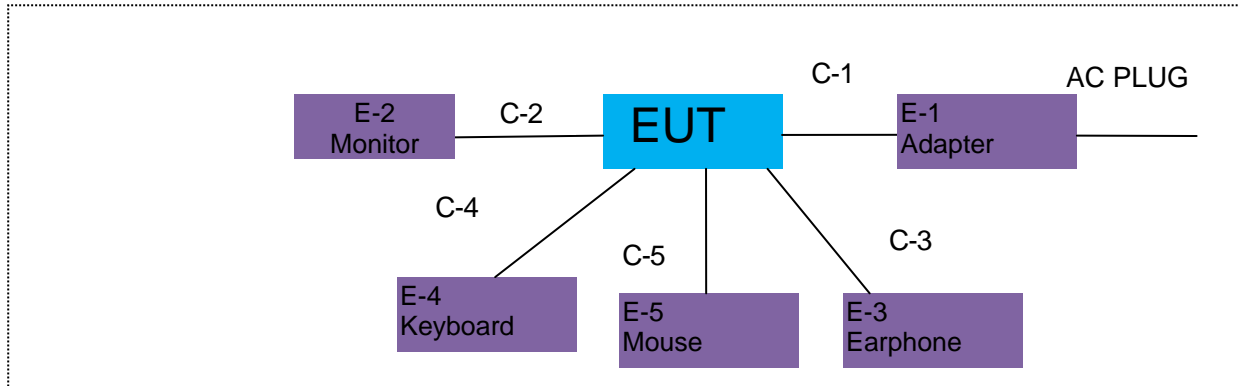 C-1
AC PLUG
E-2
Monitor
C-2
EUT
E-1
Adapter
C-4
C-5
C-3
E-4
Keyboard
E-5
Mouse
E-3
Earphone